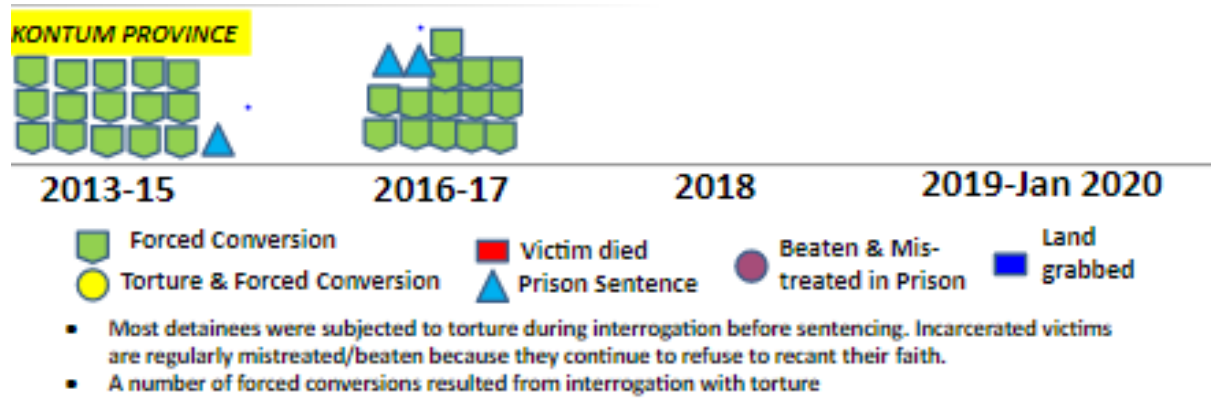 KONTUM PROVINCE
2013-15 2016-17 2018 2019-Jan 2020
Forced Conversion
Torture & Forced Conversion
Victim died
Prison Sentence
Beaten & Mis-
treated in Prison
Land
grabbed
• Most detainees were subjected to torture during interrogation before sentencing. Incarcerated victims
are regularly mistreated/beaten because they continue to refuse to recant their faith.
• A number of forced conversions resulted from interrogation with torture